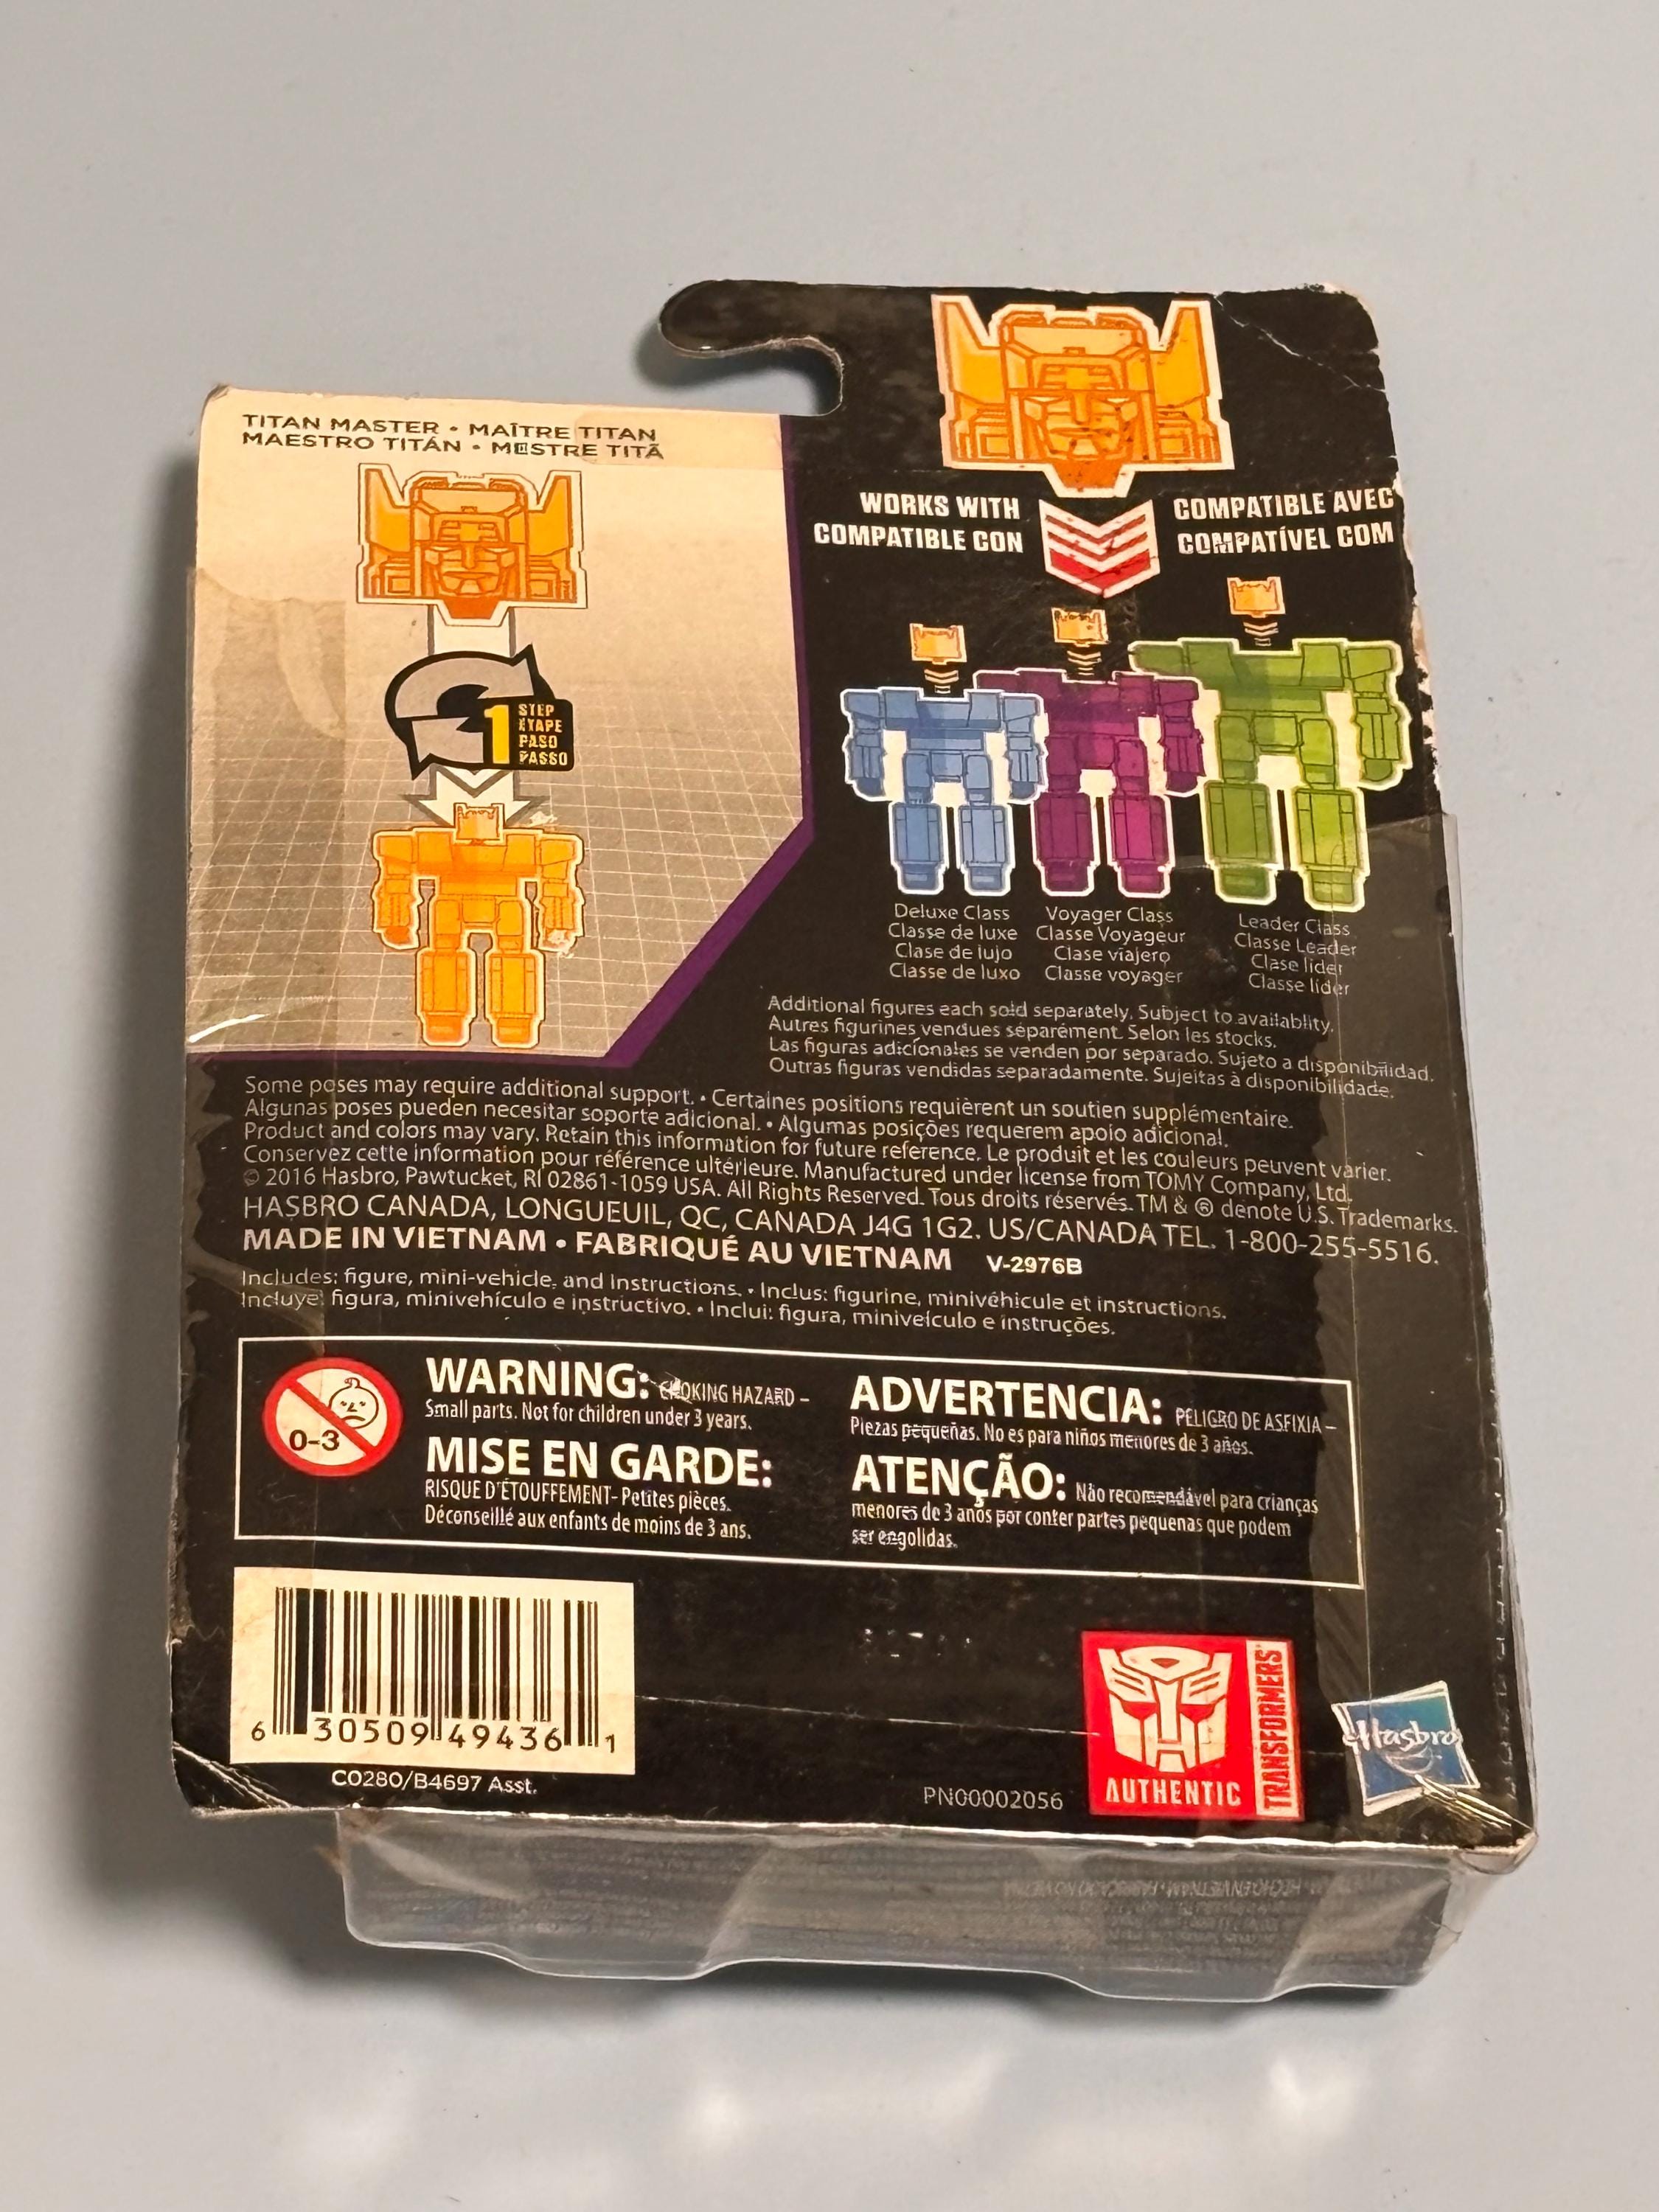 TITAN MASTER • MAÎTRE TITAN
MAESTRO TITÁN • MESTRE TITÃ
1 STEP
ÉTAPE
PASO
PASSO
WORKS WITH
COMPATIBLE CON
COMPATIBLE AVEC
COMPATÍVEL COM
Deluxe Class
Classe de luxe
Clase de lujo
Classe de luxo
Voyager Class
Classe Voyageur
Clase viajero
Classe voyager
Leader Class
Classe Leader
Clase líder
Classe líder
Additional figures each sold separately. Subject to availablity.
Autres figurines vendues séparément. Selon les stocks.
Las figuras adicionales se venden por separado. Sujeto a disponibilidad.
Outras figuras vendidas separadamente. Sujeitas à disponibilidade.
Some poses may require additional support. • Certaines positions requièrent un soutien supplémentaire.
Algunas poses pueden necesitar soporte adicional. • Algumas posições requerem apoio adicional.
Product and colors may vary. Retain this information for future reference. Le produit et les couleurs peuvent varier.
Conservez cette information pour référence ultérieure. Manufactured under license from TOMY Company, Ltd.
© 2016 Hasbro, Pawtucket, RI 02861-1059 USA. All Rights Reserved. Tous droits réservés. TM & ® denote U.S. Trademarks.
HASBRO CANADA, LONGUEUIL, QC, CANADA J4G 1G2. US/CANADA TEL. 1-800-255-5516.
MADE IN VIETNAM • FABRIQUÉ AU VIETNAM V-2976B
Includes: figure, mini-vehicle, and instructions. • Inclus: figurine, minivéhicule et instructions.
Incluye: figura, minivehículo e instructivo. • Inclui: figura, miniveículo e instruções.
0-3
WARNING: CHOKING HAZARD –
Small parts. Not for children under 3 years.
MISE EN GARDE:
RISQUE D'ÉTOUFFEMENT- Petites pièces.
Déconseillé aux enfants de moins de 3 ans.
ADVERTENCIA: PELIGRO DE ASFIXIA –
Piezas pequeñas. No es para niños menores de 3 años.
ATENÇÃO: Não recomendável para crianças
menores de 3 anos por conter partes pequenas que podem
ser engolidas.
6 30509 49436 1
C0280/B4697 Asst.
PN00002056
AUTHENTIC
TRANSFORMERS
Hasbro